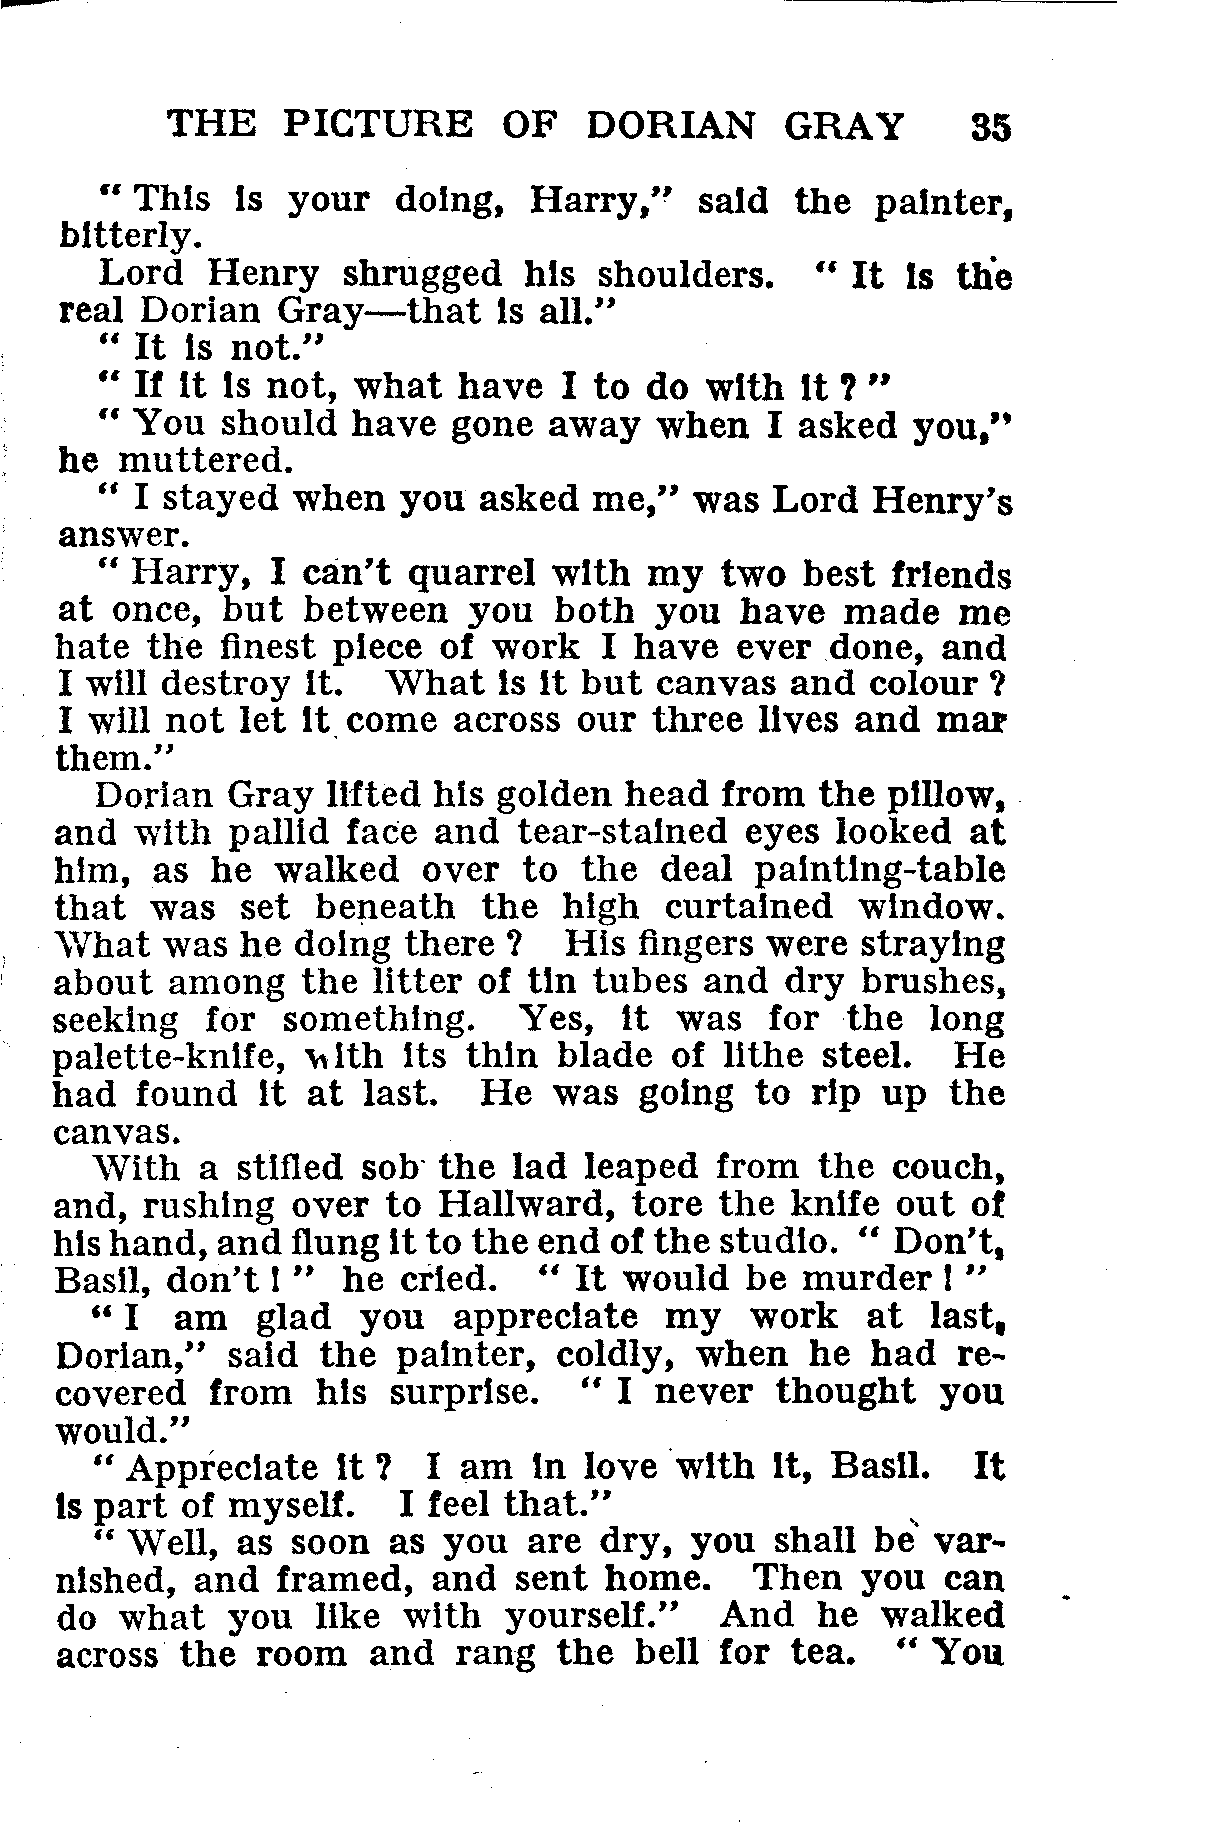 THE PICTURE OF DORIAN GRAY 35
" This is your doing, Harry," said the painter,
bitterly.
Lord Henry shrugged his shoulders. " It is the
real Dorian Gray—that is all."
" It is not."
" If it is not, what have I to do with it ? "
" You should have gone away when I asked you,"
he muttered.
" I stayed when you asked me," was Lord Henry's
answer.
" Harry, I can't quarrel with my two best friends
at once, but between you both you have made me
hate the finest piece of work I have ever done, and
I will destroy it. What is it but canvas and colour ?
I will not let it come across our three lives and mar
them."
Dorian Gray lifted his golden head from the pillow,
and with pallid face and tear-stained eyes looked at
him, as he walked over to the deal painting-table
that was set beneath the high curtained window.
What was he doing there ? His fingers were straying
about among the litter of tin tubes and dry brushes,
seeking for something. Yes, it was for the long
palette-knife, with its thin blade of lithe steel. He
had found it at last. He was going to rip up the
canvas.
With a stifled sob the lad leaped from the couch,
and, rushing over to Hallward, tore the knife out of
his hand, and flung it to the end of the studio. " Don't,
Basil, don't ! " he cried. " It would be murder ! "
" I am glad you appreciate my work at last,
Dorian," said the painter, coldly, when he had re-
covered from his surprise. " I never thought you
would."
" Appreciate it ? I am in love with it, Basil. It
is part of myself. I feel that."
" Well, as soon as you are dry, you shall be var-
nished, and framed, and sent home. Then you can
do what you like with yourself." And he walked
across the room and rang the bell for tea. " You